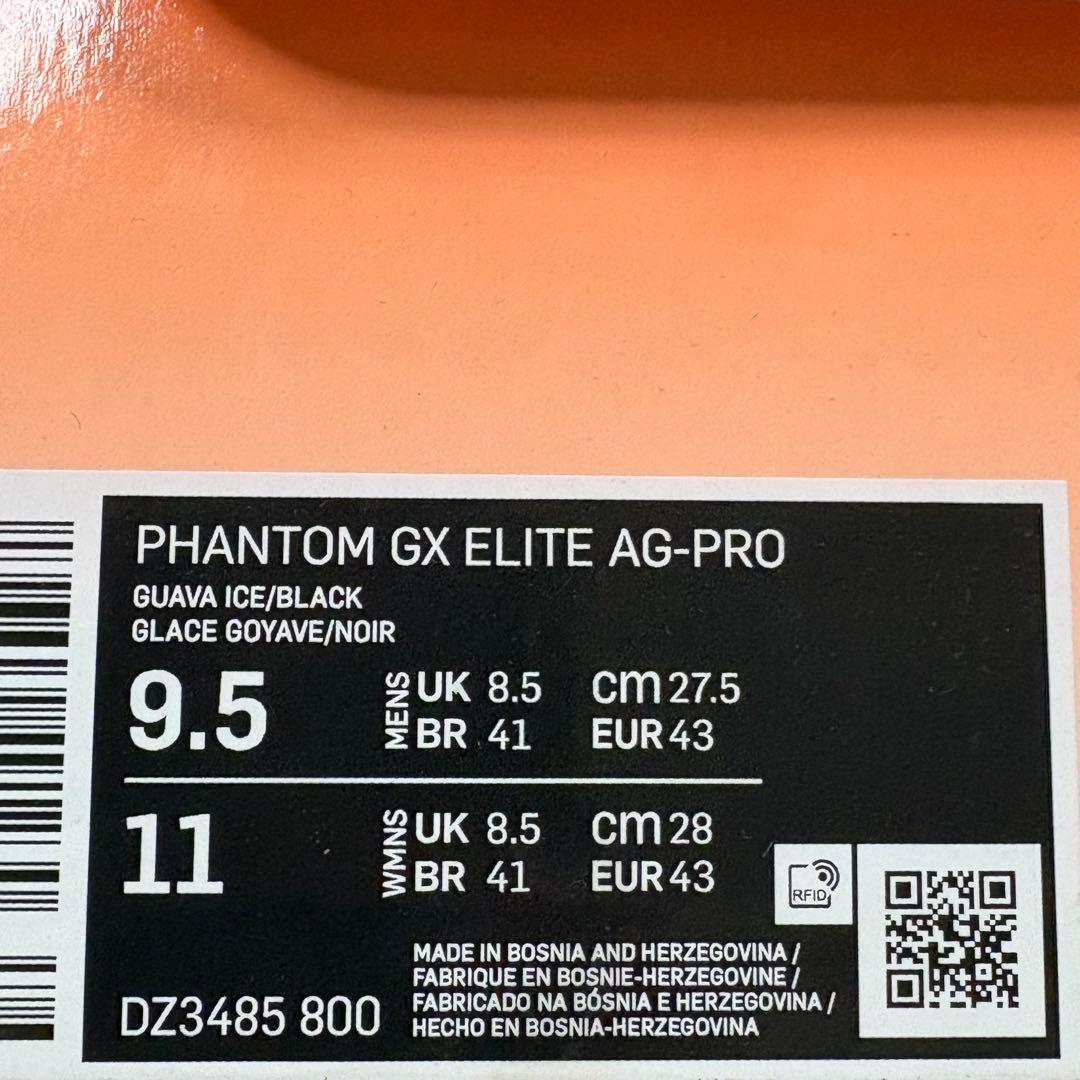 PHANTOM GX ELITE AG-PRO
GUAVA ICE/BLACK
GLACE GOYAVE/NOIR
9.5 MENS UK 8.5 CM 27.5
BR 41 EUR 43
11 WMNS UK 8.5 CM 28
BR 41 EUR 43
RFID
MADE IN BOSNIA AND HERZEGOVINA /
FABRIQUE EN BOSNIE-HERZEGOVINE /
FABRICADO NA BÓSNIA E HERZEGOVINA /
HECHO EN BOSNIA-HERZEGOVINA
DZ3485 800